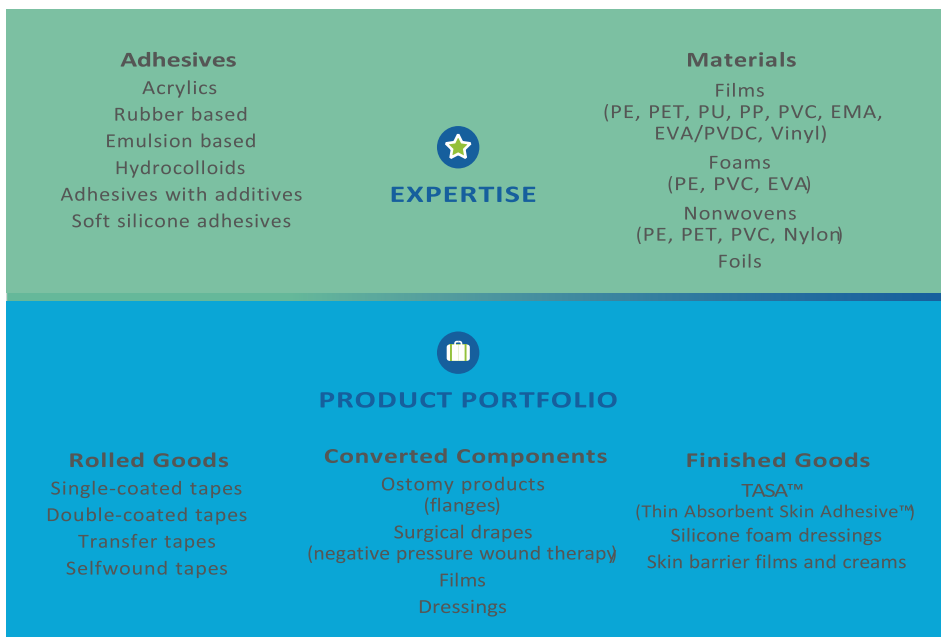 Adhesives
Acrylics
Rubber based
Emulsion based
Hydrocolloids
Adhesives with additives
Soft silicone adhesives
EXPERTISE
Materials
Films
(PE, PET, PU, PP, PVC, EMA,
EVA/PVDC, Vinyl)
Foams
(PE, PVC, EVA)
Nonwovens
(PE, PET, PVC, Nylon)
Foils
PRODUCT PORTFOLIO
Rolled Goods
Single-coated tapes
Double-coated tapes
Transfer tapes
Selfwound tapes
Converted Components
Ostomy products
(flanges)
Surgical drapes
(negative pressure wound therapy)
Films
Dressings
Finished Goods
TASA™
(Thin Absorbent Skin Adhesive™)
Silicone foam dressings
Skin barrier films and creams